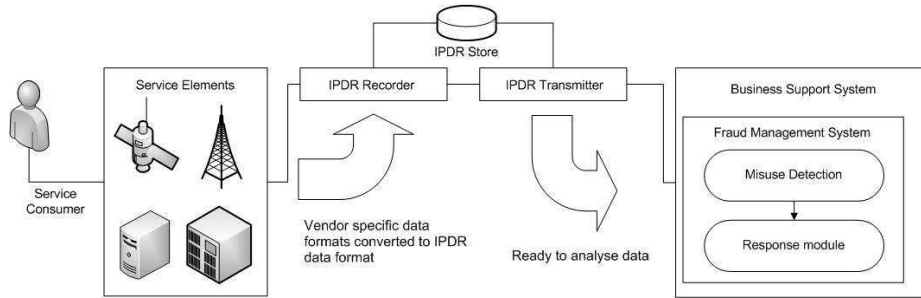 IPDR Store
Service Elements
IPDR Recorder
IPDR Transmitter
Business Support System
Fraud Management System
Misuse Detection
Service
Consumer
Vendor specific data
formats converted to IPDR
data format
Ready to analyse data
Response module